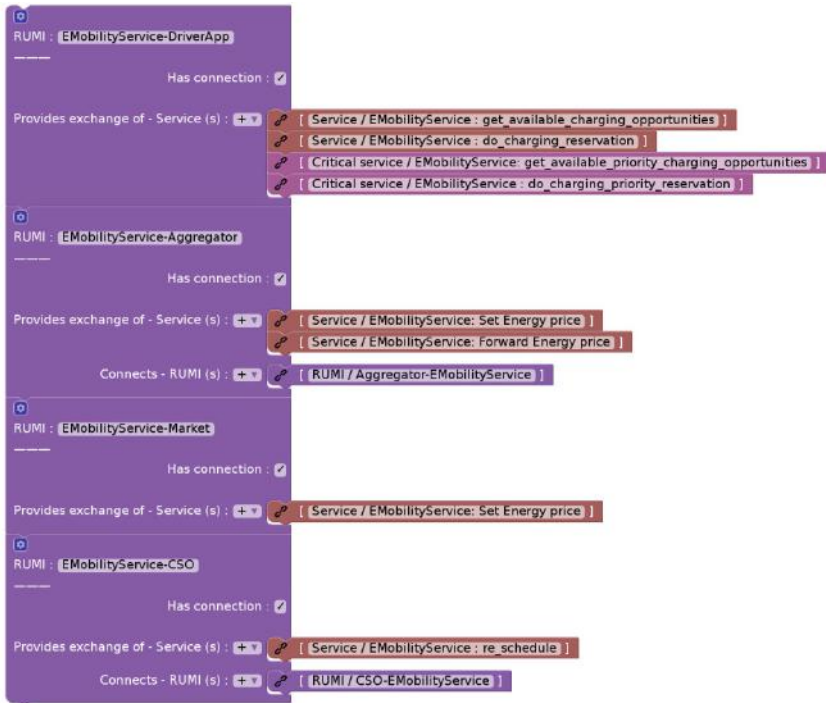 RUMI : EMobilityService-DriverApp
Has connection :
Provides exchange of - Service (s) : + [ Service / EMobilityService : get_available_charging_opportunities ]
[ Service / EMobilityService : do_charging_reservation ]
[ Critical service / EMobilityService: get_available_priority_charging_opportunities ]
[ Critical service / EMobilityService : do_charging_priority_reservation ]
RUMI : EMobilityService-Aggregator
Has connection :
Provides exchange of - Service (s) : + [ Service / EMobilityService: Set Energy price ]
[ Service / EMobilityService: Forward Energy price ]
Connects - RUMI (s) : + [ RUMI / Aggregator-EMobilityService ]
RUMI : EMobilityService-Market
Has connection :
Provides exchange of - Service (s) : + [ Service / EMobilityService: Set Energy price ]
RUMI : EMobilityService-CSO
Has connection :
Provides exchange of - Service (s) : + [ Service / EMobilityService : re_schedule ]
Connects - RUMI (s) : + [ RUMI / CSO-EMobilityService ]